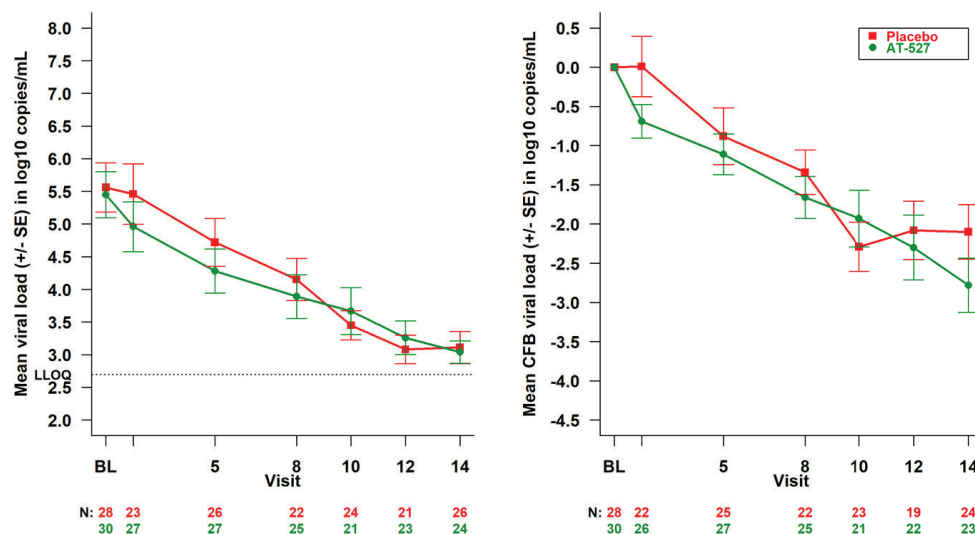 Mean viral load (+/- SE) in log10 copies/mL
8.0
7.5
7.0
6.5
6.0
5.5
5.0
4.5
4.0
3.5
3.0
LLOQ
2.5
2.0
BL 5 8 10 12 14
Visit
N: 28 23 26 22 24 21 26
30 27 27 25 21 23 24
Mean CFB viral load (+/- SE) in log10 copies/mL
0.5
0.0
-0.5
-1.0
-1.5
-2.0
-2.5
-3.0
-3.5
-4.0
-4.5
Placebo
AT-527
BL 5 8 10 12 14
Visit
N: 28 22 25 22 23 19 24
30 26 27 25 21 22 23